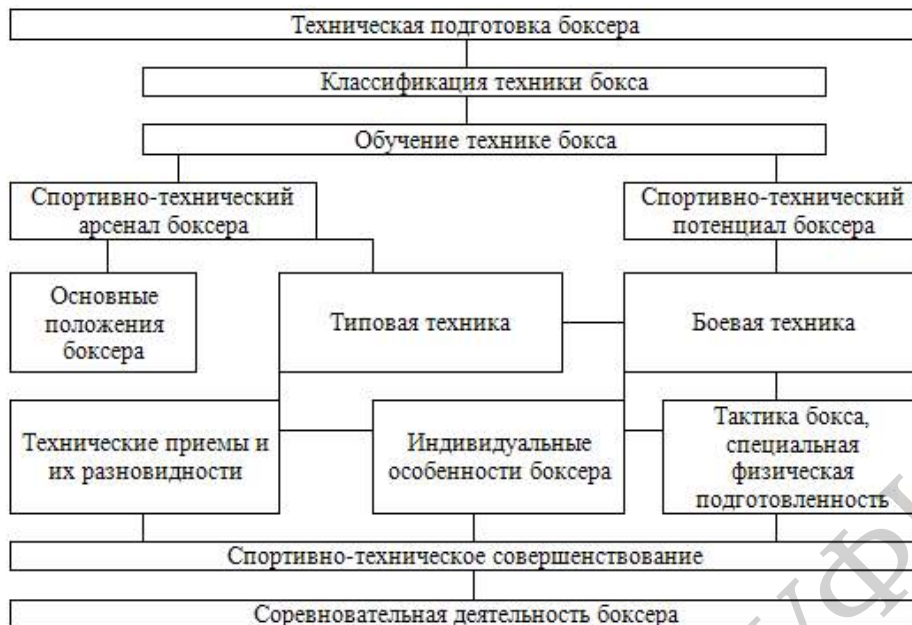 Техническая подготовка боксера
Классификация техники бокса
Обучение технике бокса
Спортивно-технический
арсенал боксера
Спортивно-технический
потенциал боксера
Основные
положения
боксера
Типовая техника
Боевая техника
Технические приемы и
их разновидности
Индивидуальные
особенности боксера
Тактика бокса,
специальная
физическая
подготовленность
Спортивно-техническое совершенствование
Соревновательная деятельность боксера